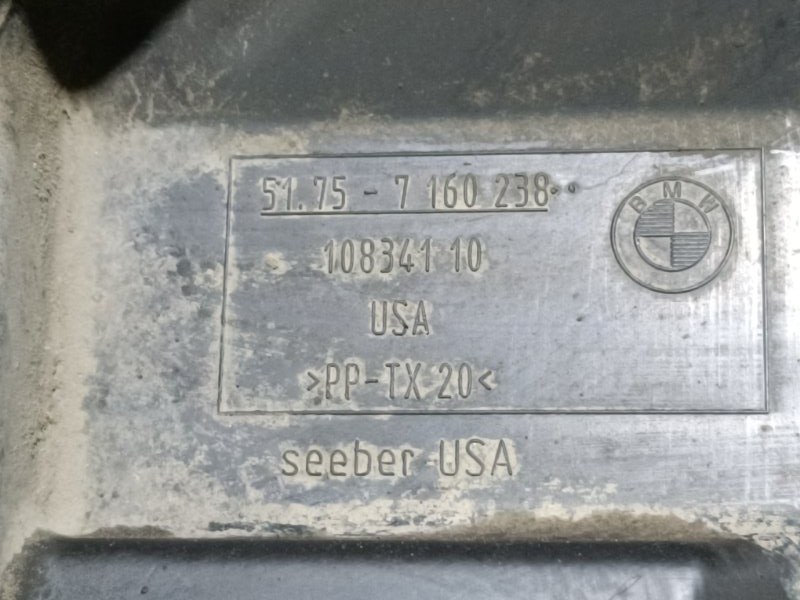 51.75 - 7 160 238
BMW
108341 10
USA
>PP-TX 20<
seeber USA